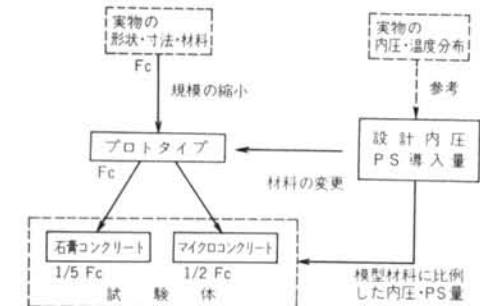 実物の
形状・寸法・材料
Fc
規模の縮小
実物の
内圧・温度分布
参考
プロトタイプ
Fc
設計内圧
PS導入量
材料の変更
石膏コンクリート
1/5 Fc
マイクロコンクリート
1/2 Fc
試験体
模型材料に比例
した内圧・PS量